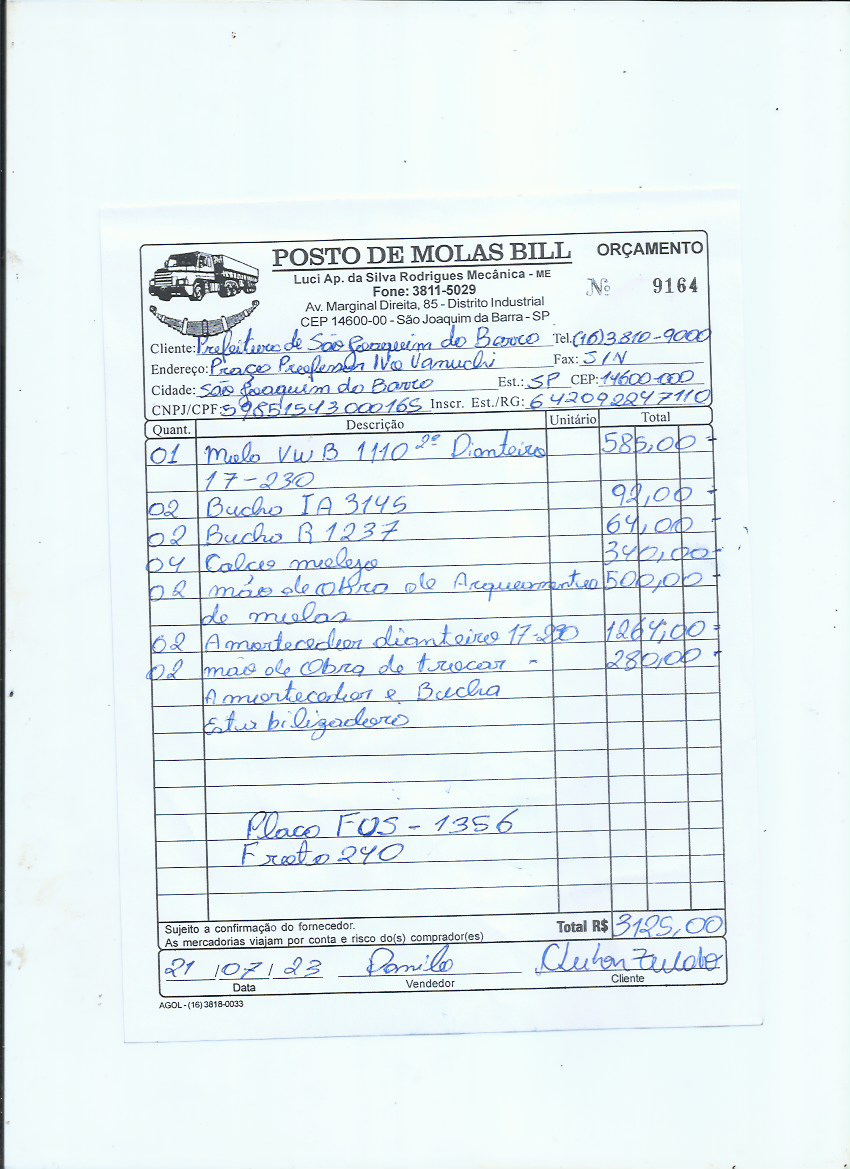 POSTO DE MOLAS BILL ORÇAMENTO
Luci Ap. da Silva Rodrigues Mecânica - ME
Fone: 3811-5029
Nº 9164
Av. Marginal Direita, 85 - Distrito Industrial
CEP 14600-00 - São Joaquim da Barra - SP
Cliente: Prefeitura de São Joaquim da Barra Tel. (16) 3810-9000
Endereço: Praça Professor Ivo Vanuchi Fax: S/N
Cidade: São Joaquim da Barra Est.: SP CEP: 14600-000
CNPJ/CPF: 59851543000165 Inscr. Est./RG: 642092247110
Quant. Descrição Unitário Total
01 Mola VW B 1110 2ª Dianteira 585,00 -
17-230
02 Bucha IA 3145 92,00 -
02 Bucha R 1237 64,00 -
04 Calço molejo 340,00 -
02 mão de obra de Arqueamento 500,00 -
de molas
02 Amortecedor dianteiro 17-230 1264,00 -
02 mão de Obra de trocar - 280,00 -
Amortecedor e Bucha
Estabilizadora
Placa FOS - 1356
Frota 240
Sujeito a confirmação do fornecedor.
As mercadorias viajam por conta e risco do(s) comprador(es)
Total R$ 3125,00
21 / 07 / 23 Danilo
Data Vendedor Cliente
AGOL - (16) 3818-0033